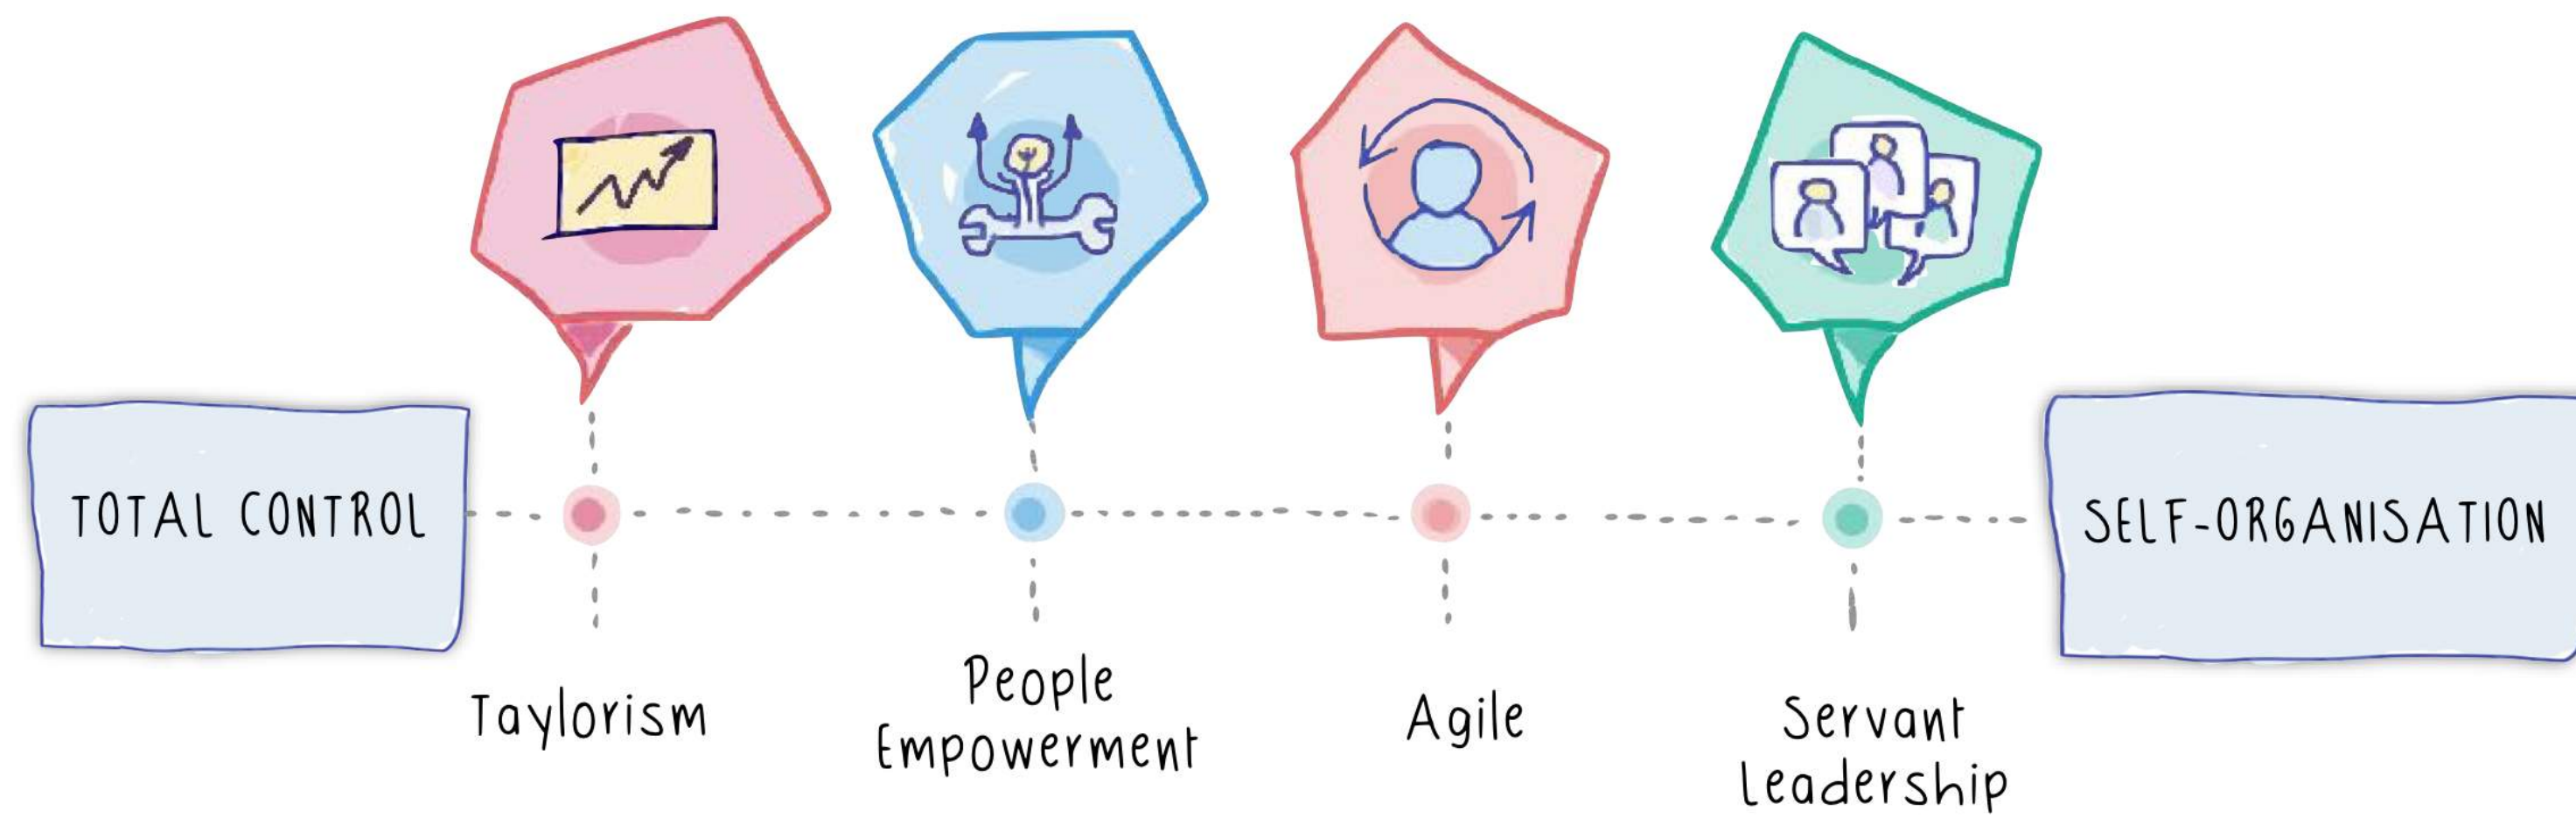 TOTAL CONTROL
SELF-ORGANISATION
Taylorism
People
Empowerment
Agile
Servant
Leadership